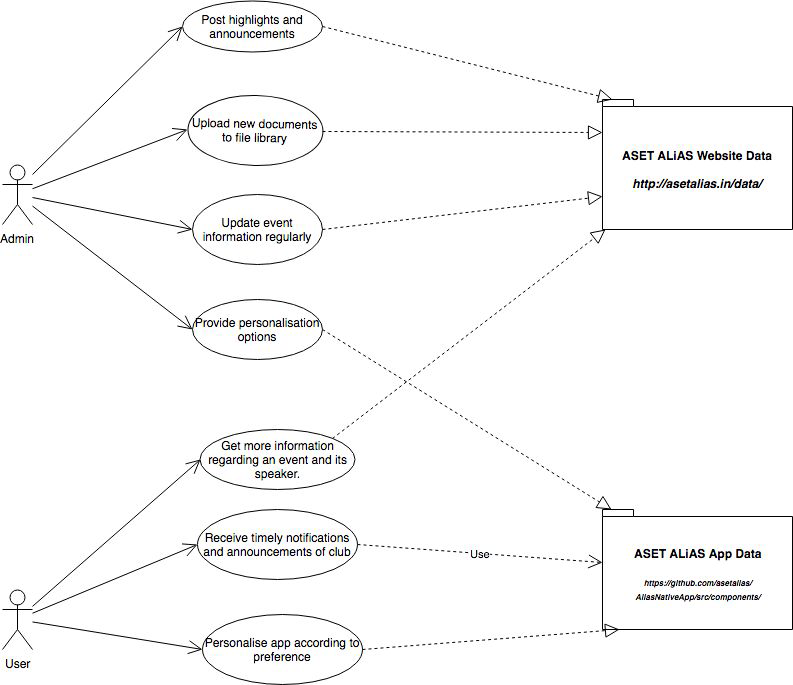 Post highlights and
announcements
Upload new documents
to file library
ASET ALiAS Website Data
http://asetalias.in/data/
Admin
Update event
information regularly
Provide personalisation
options
Get more information
regarding an event and its
speaker.
Receive timely notifications
and announcements of club
Use
ASET ALiAS App Data
https://github.com/asetalias/
AliasNativeApp/src/components/
User
Personalise app according to
preference